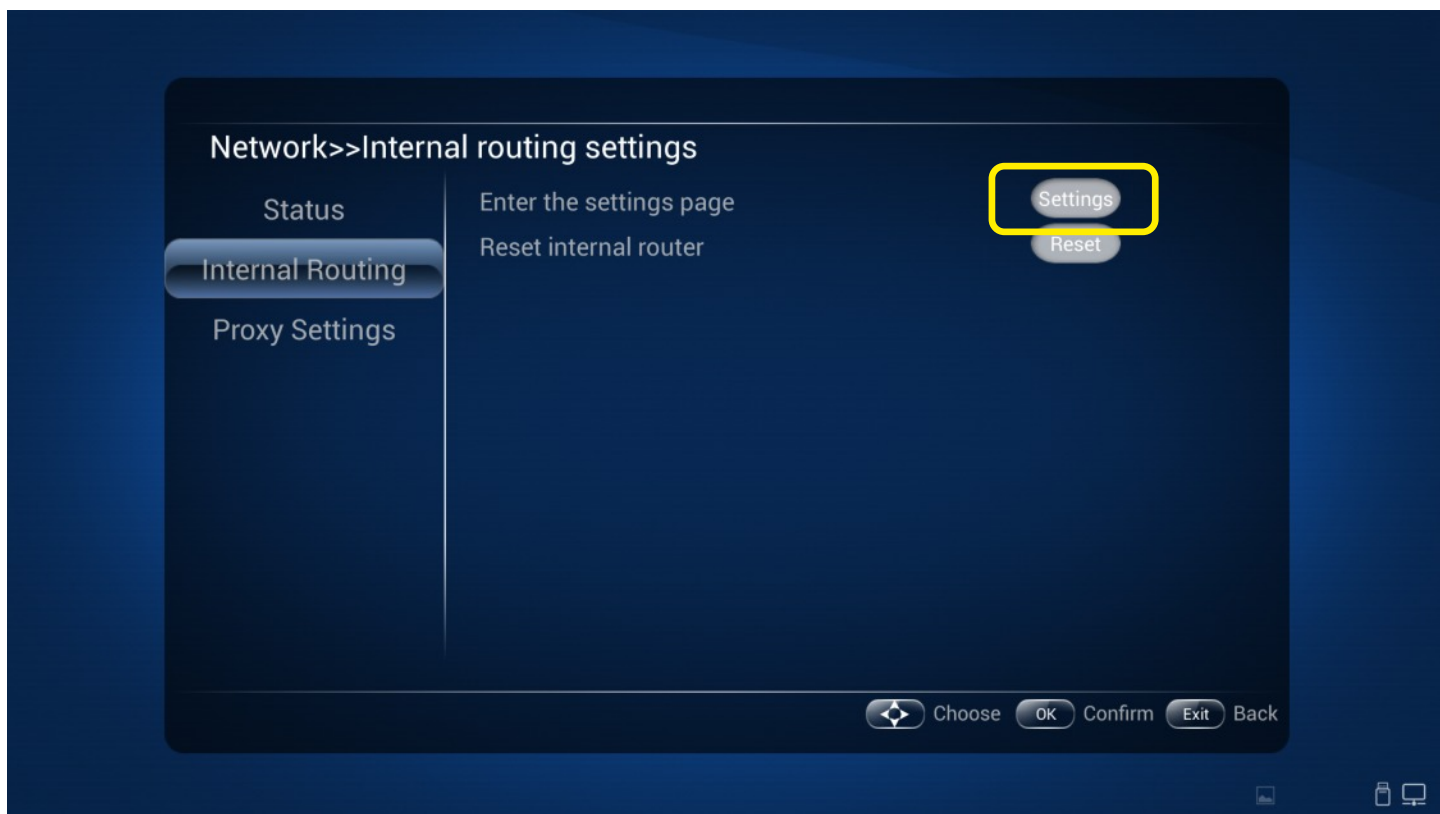 Network>>Internal routing settings
Status
Internal Routing
Proxy Settings
Enter the settings page Settings
Reset internal router Reset
Choose OK Confirm Exit Back